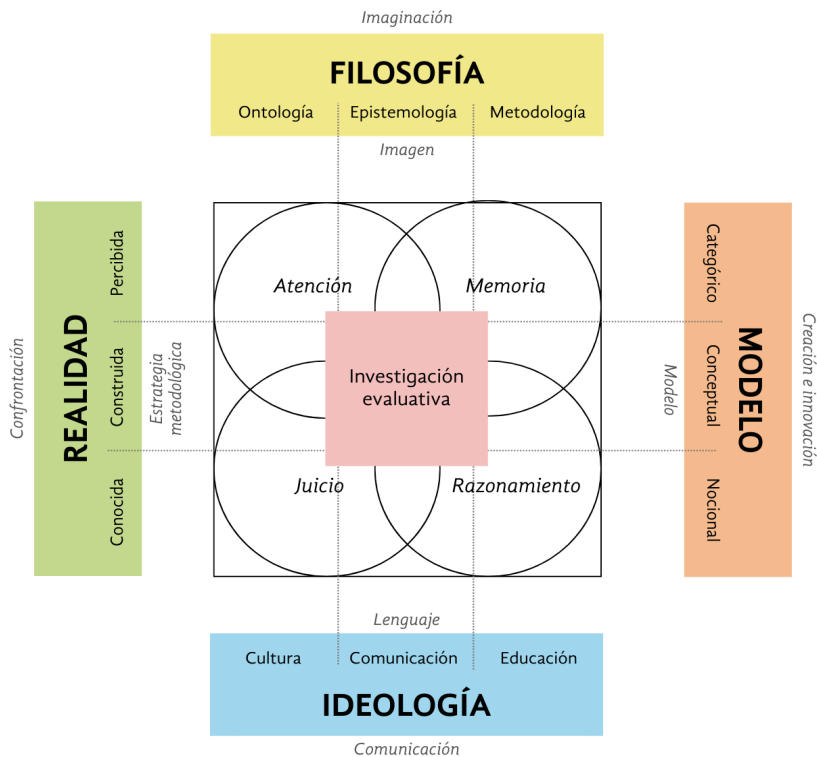 Imaginación
FILOSOFÍA
Ontología
Epistemología
Metodología
Imagen
Confrontación
REALIDAD
Percibida
Construida
Conocida
Estrategia
metodológica
Atención
Memoria
Investigación
evaluativa
Juicio
Razonamiento
Modelo
Categórico
Conceptual
Nocional
MODELO
Creación e innovación
Lenguaje
Cultura
Comunicación
Educación
IDEOLOGÍA
Comunicación